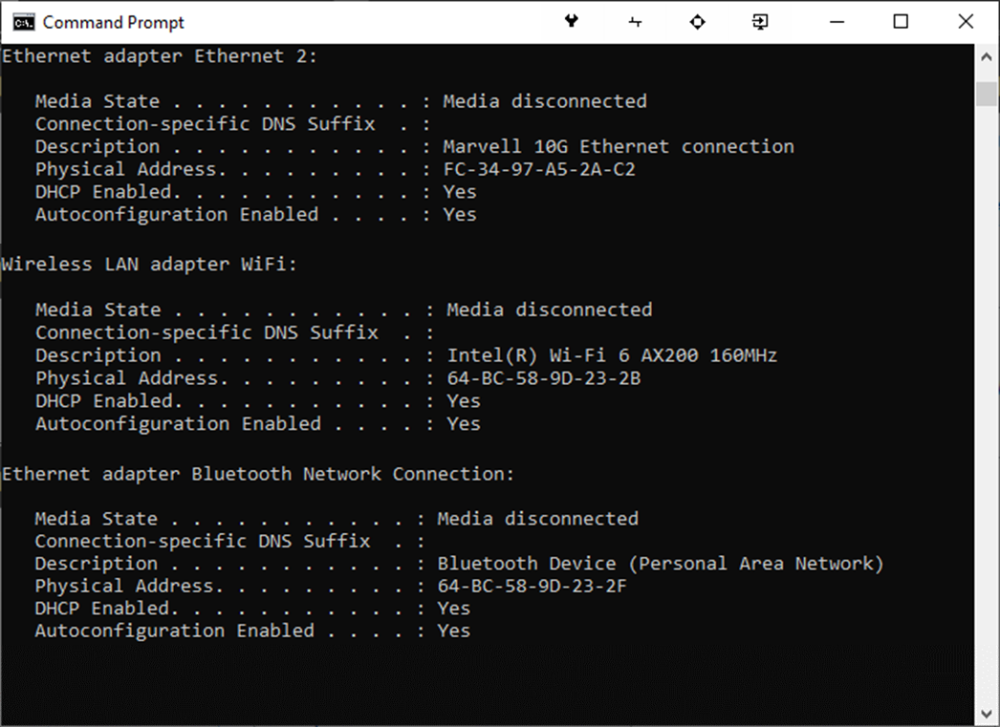 Command Prompt
Ethernet adapter Ethernet 2:
Media State . . . . . . . . . . . : Media disconnected
Connection-specific DNS Suffix . :
Description . . . . . . . . . . . : Marvell 10G Ethernet connection
Physical Address. . . . . . . . . : FC-34-97-A5-2A-C2
DHCP Enabled. . . . . . . . . . . : Yes
Autoconfiguration Enabled . . . . : Yes
Wireless LAN adapter WiFi:
Media State . . . . . . . . . . . : Media disconnected
Connection-specific DNS Suffix . :
Description . . . . . . . . . . . : Intel(R) Wi-Fi 6 AX200 160MHz
Physical Address. . . . . . . . . : 64-BC-58-9D-23-2B
DHCP Enabled. . . . . . . . . . . : Yes
Autoconfiguration Enabled . . . . : Yes
Ethernet adapter Bluetooth Network Connection:
Media State . . . . . . . . . . . : Media disconnected
Connection-specific DNS Suffix . :
Description . . . . . . . . . . . : Bluetooth Device (Personal Area Network)
Physical Address. . . . . . . . . : 64-BC-58-9D-23-2F
DHCP Enabled. . . . . . . . . . . : Yes
Autoconfiguration Enabled . . . . : Yes